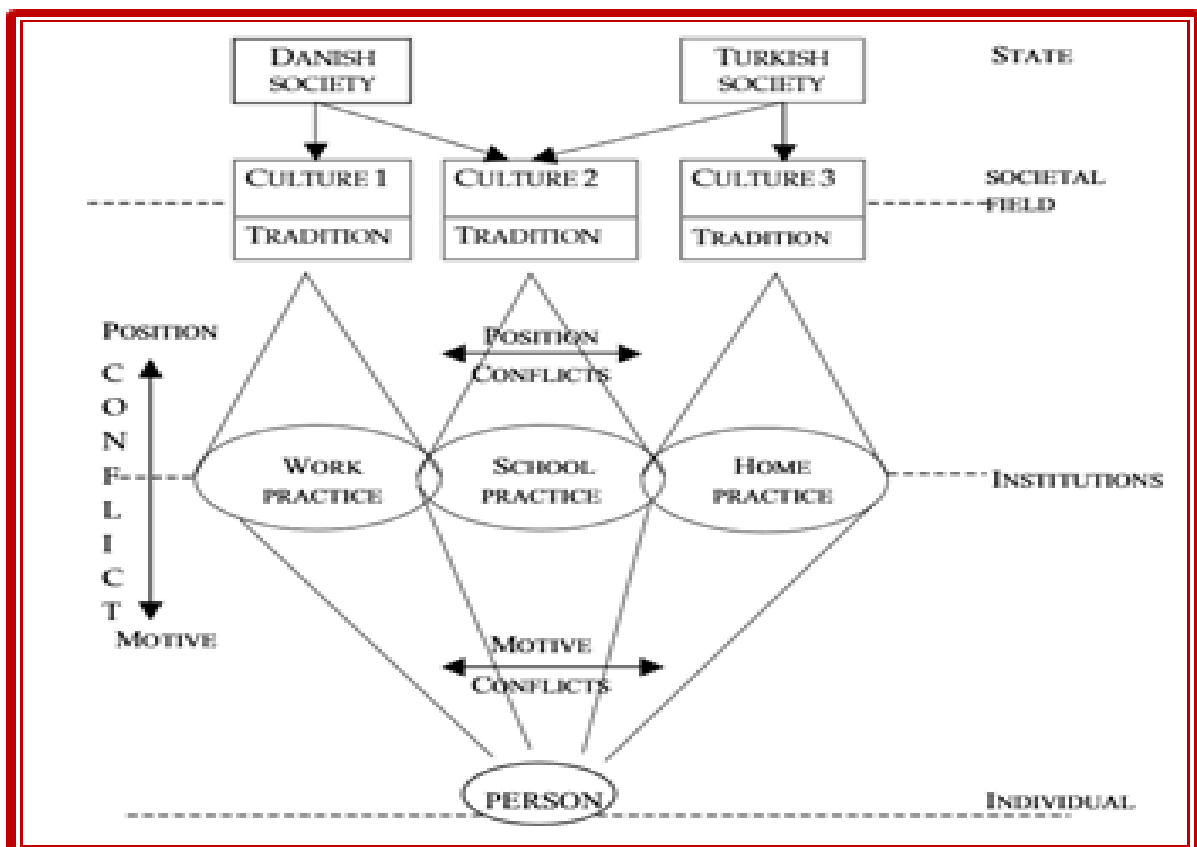 DANISH
SOCIETY
TURKISH
SOCIETY
STATE
CULTURE 1
TRADITION
CULTURE 2
TRADITION
CULTURE 3
TRADITION
SOCIETAL
FIELD
POSITION
CONFLICT
MOTIVE
POSITION
CONFLICTS
WORK
PRACTICE
SCHOOL
PRACTICE
HOME
PRACTICE
INSTITUTIONS
MOTIVE
CONFLICTS
PERSON
INDIVIDUAL